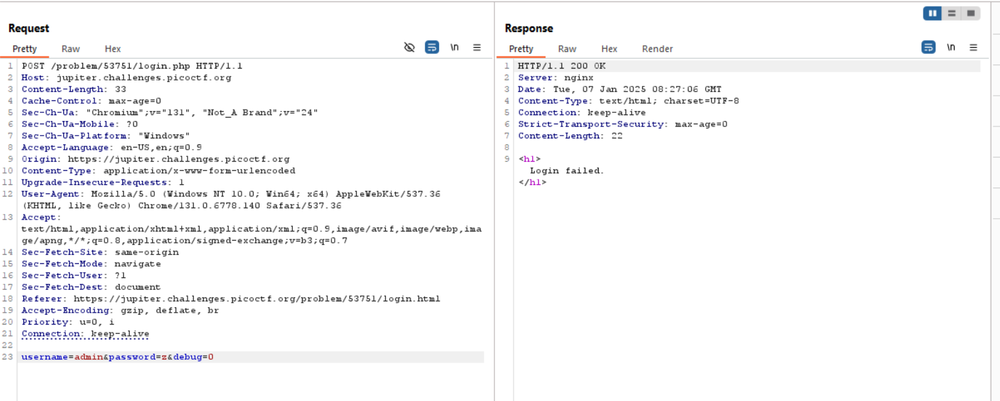 Request
Pretty Raw Hex
\n
1 POST /problem/53751/login.php HTTP/1.1
2 Host: jupiter.challenges.picoctf.org
3 Content-Length: 33
4 Cache-Control: max-age=0
5 Sec-Ch-Ua: "Chromium";v="131", "Not_A Brand";v="24"
6 Sec-Ch-Ua-Mobile: ?0
7 Sec-Ch-Ua-Platform: "Windows"
8 Accept-Language: en-US,en;q=0.9
9 Origin: https://jupiter.challenges.picoctf.org
10 Content-Type: application/x-www-form-urlencoded
11 Upgrade-Insecure-Requests: 1
12 User-Agent: Mozilla/5.0 (Windows NT 10.0; Win64; x64) AppleWebKit/537.36
(KHTML, like Gecko) Chrome/131.0.6778.140 Safari/537.36
13 Accept:
text/html,application/xhtml+xml,application/xml;q=0.9,image/avif,image/webp,ima
ge/apng,*/*;q=0.8,application/signed-exchange;v=b3;q=0.7
14 Sec-Fetch-Site: same-origin
15 Sec-Fetch-Mode: navigate
16 Sec-Fetch-User: ?1
17 Sec-Fetch-Dest: document
18 Referer: https://jupiter.challenges.picoctf.org/problem/53751/login.html
19 Accept-Encoding: gzip, deflate, br
20 Priority: u=0, i
21 Connection: keep-alive
22
23 username=admin&password=z&debug=0
Response
Pretty Raw Hex Render
\n
1 HTTP/1.1 200 OK
2 Server: nginx
3 Date: Tue, 07 Jan 2025 08:27:06 GMT
4 Content-Type: text/html; charset=UTF-8
5 Connection: keep-alive
6 Strict-Transport-Security: max-age=0
7 Content-Length: 22
8
9 <h1>
Login failed.
</h1>